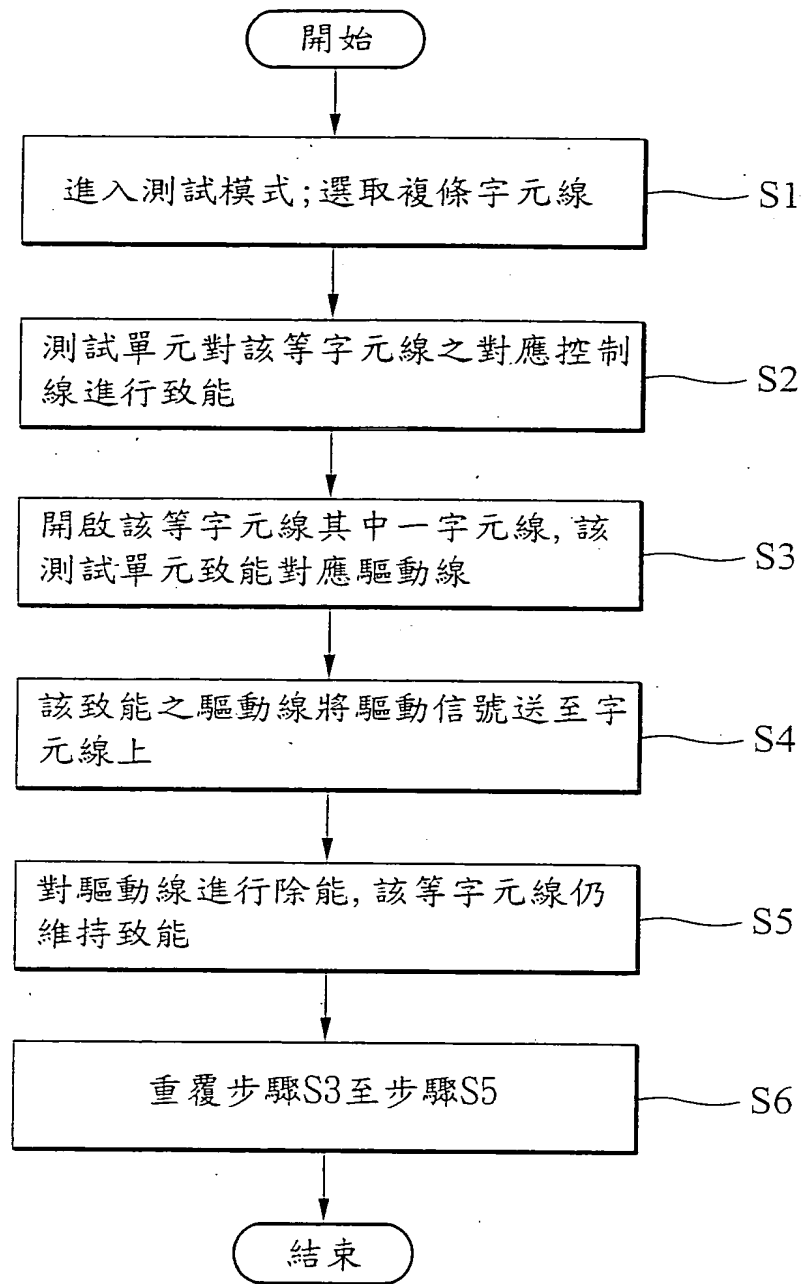 開始
進入測試模式;選取複條字元線
S1
測試單元對該等字元線之對應控制
線進行致能
S2
開啟該等字元線其中一字元線,該
測試單元致能對應驅動線
S3
該致能之驅動線將驅動信號送至字
元線上
S4
對驅動線進行除能,該等字元線仍
維持致能
S5
重覆步驟S3至步驟S5
S6
結束